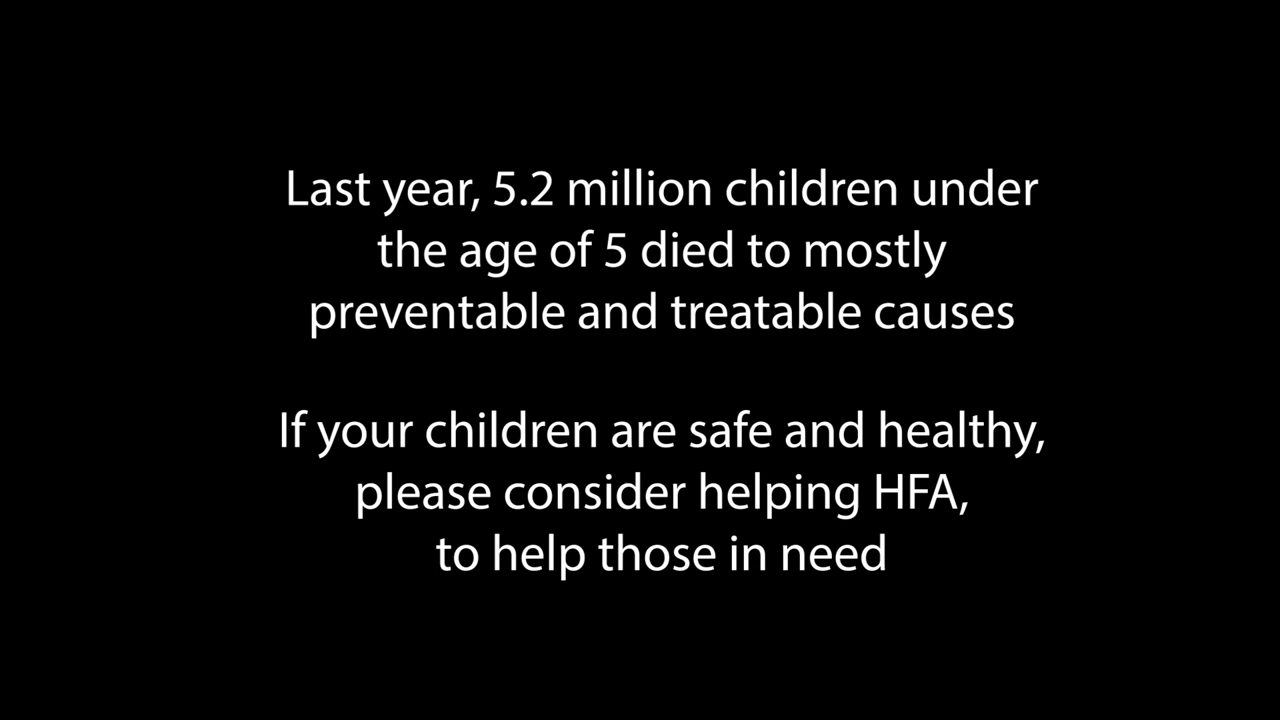 Last year, 5.2 million children under
the age of 5 died to mostly
preventable and treatable causes
If your children are safe and healthy,
please consider helping HFA,
to help those in need